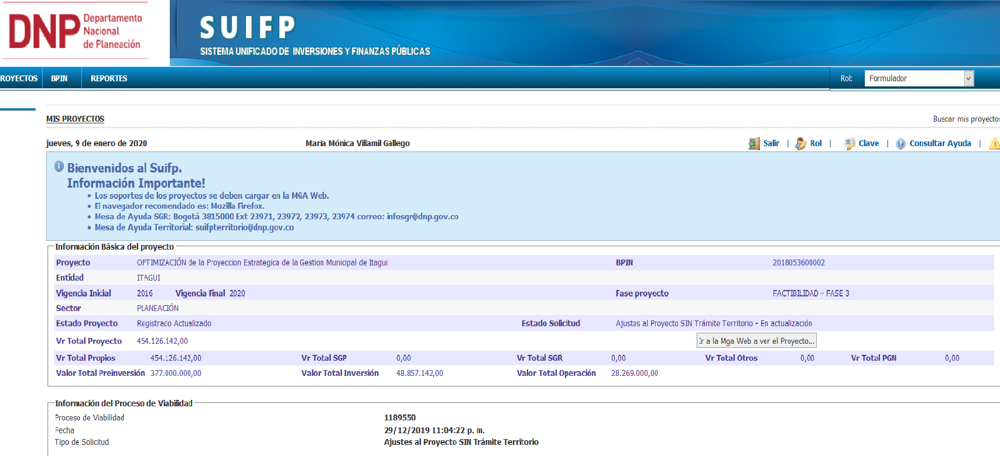 DNP Departamento
Nacional
de Planeación
SUIFP
SISTEMA UNIFICADO DE INVERSIONES Y FINANZAS PÚBLICAS
ROYECTOS BPIN REPORTES Rol: Formulador
MIS PROYECTOS Buscar mis proyectos
jueves, 9 de enero de 2020 María Mónica Villamil Gallego Salir | Rol | Clave | Consultar Ayuda |
Bienvenidos al Suifp.
Información Importante!
• Los soportes de los proyectos se deben cargar en la MGA Web.
• El navegador recomendado es: Mozilla Firefox.
• Mesa de Ayuda SGR: Bogotá 3815000 Ext 23971, 23972, 23973, 23974 correo: infosgr@dnp.gov.co
• Mesa de Ayuda Territorial: suifpterritorio@dnp.gov.co
Información Básica del proyecto
Proyecto OPTIMIZACIÓN de la Proyeccion Estrategica de la Gestion Municipal de Itagui BPIN 2018053600002
Entidad ITAGUI
Vigencia Inicial 2016 Vigencia Final 2020 Fase proyecto FACTIBILIDAD - FASE 3
Sector PLANEACIÓN
Estado Proyecto Registrado Actualizado Estado Solicitud Ajustes al Proyecto SIN Trámite Territorio - En actualización
Vr Total Proyecto 454.126.142,00 Ir a la Mga Web a ver el Proyecto...
Vr Total Propios 454.126.142,00 Vr Total SGP 0,00 Vr Total SGR 0,00 Vr Total Otros 0,00 Vr Total PGN 0,00
Valor Total Preinversión 377.000.000,00 Valor Total Inversión 48.857.142,00 Valor Total Operación 28.269.000,00
Información del Proceso de Viabilidad
Proceso de Viabilidad 1189550
Fecha 29/12/2019 11:04:22 p. m.
Tipo de Solicitud Ajustes al Proyecto SIN Trámite Territorio